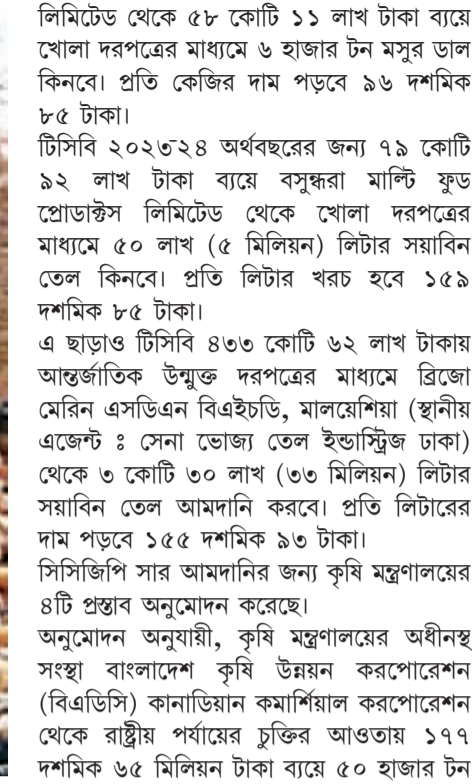 লিমিটেড থেকে ৫৮ কোটি ১১ লাখ টাকা ব্যয়ে
খোলা দরপত্রের মাধ্যমে ৬ হাজার টন মসুর ডাল
কিনবে। প্রতি কেজির দাম পড়বে ৯৬ দশমিক
৮৫ টাকা।
টিসিবি ২০২৩-২৪ অর্থবছরের জন্য ৭৯ কোটি
৯২ লাখ টাকা ব্যয়ে বসুন্ধরা মাল্টি ফুড
প্রোডাক্টস লিমিটেড থেকে খোলা দরপত্রের
মাধ্যমে ৫০ লাখ (৫ মিলিয়ন) লিটার সয়াবিন
তেল কিনবে। প্রতি লিটার খরচ হবে ১৫৯
দশমিক ৮৫ টাকা।
এ ছাড়াও টিসিবি ৪৩৩ কোটি ৬২ লাখ টাকায়
আন্তর্জাতিক উন্মুক্ত দরপত্রের মাধ্যমে ব্রিজো
মেরিন এসডিএন বিএইচডি, মালয়েশিয়া (স্থানীয়
এজেন্ট ঃ সেনা ভোজ্য তেল ইন্ডাস্ট্রিজ ঢাকা)
থেকে ৩ কোটি ৩০ লাখ (৩৩ মিলিয়ন) লিটার
সয়াবিন তেল আমদানি করবে। প্রতি লিটারের
দাম পড়বে ১৫৫ দশমিক ৯৩ টাকা।
সিসিজিপি সার আমদানির জন্য কৃষি মন্ত্রণালয়ের
৪টি প্রস্তাব অনুমোদন করেছে।
অনুমোদন অনুযায়ী, কৃষি মন্ত্রণালয়ের অধীনস্থ
সংস্থা বাংলাদেশ কৃষি উন্নয়ন করপোরেশন
(বিএডিসি) কানাডিয়ান কমার্শিয়াল করপোরেশন
থেকে রাষ্ট্রীয় পর্যায়ের চুক্তির আওতায় ১৭৭
দশমিক ৬৫ মিলিয়ন টাকা ব্যয়ে ৫০ হাজার টন